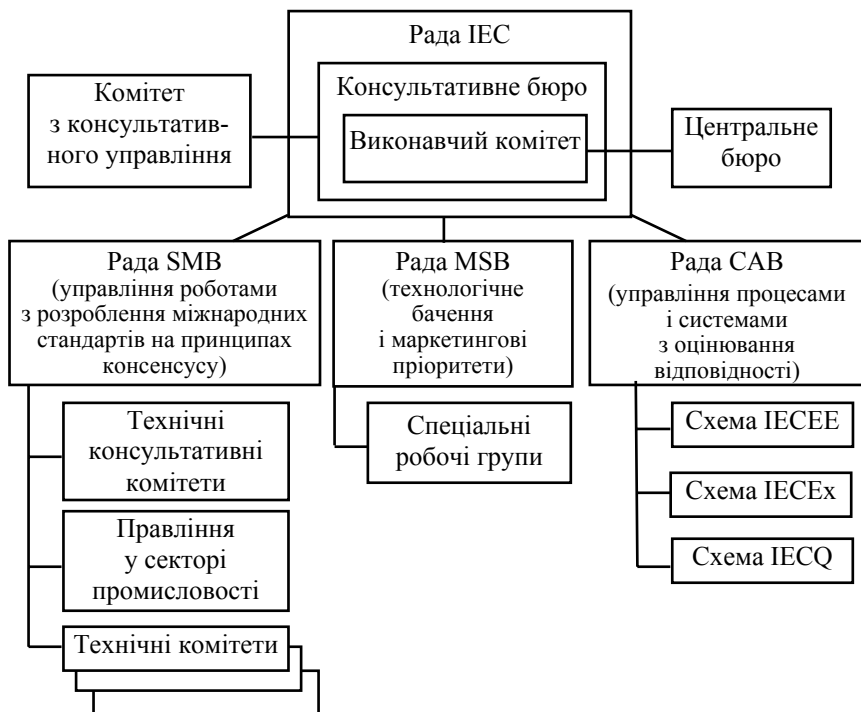 Рада IEC
Консультативне бюро
Виконавчий комітет
Комітет
з консультатив-
ного управління
Центральне
бюро
Рада SMB
(управління роботами
з розроблення міжнародних
стандартів на принципах
консенсусу)
Рада MSB
(технологічне
бачення
і маркетингові
пріоритети)
Рада CAB
(управління процесами
і системами
з оцінювання
відповідності)
Технічні
консультативні
комітети
Правління
у секторі
промисловості
Технічні комітети
Спеціальні
робочі групи
Схема IECEE
Схема IECEx
Схема IECQ